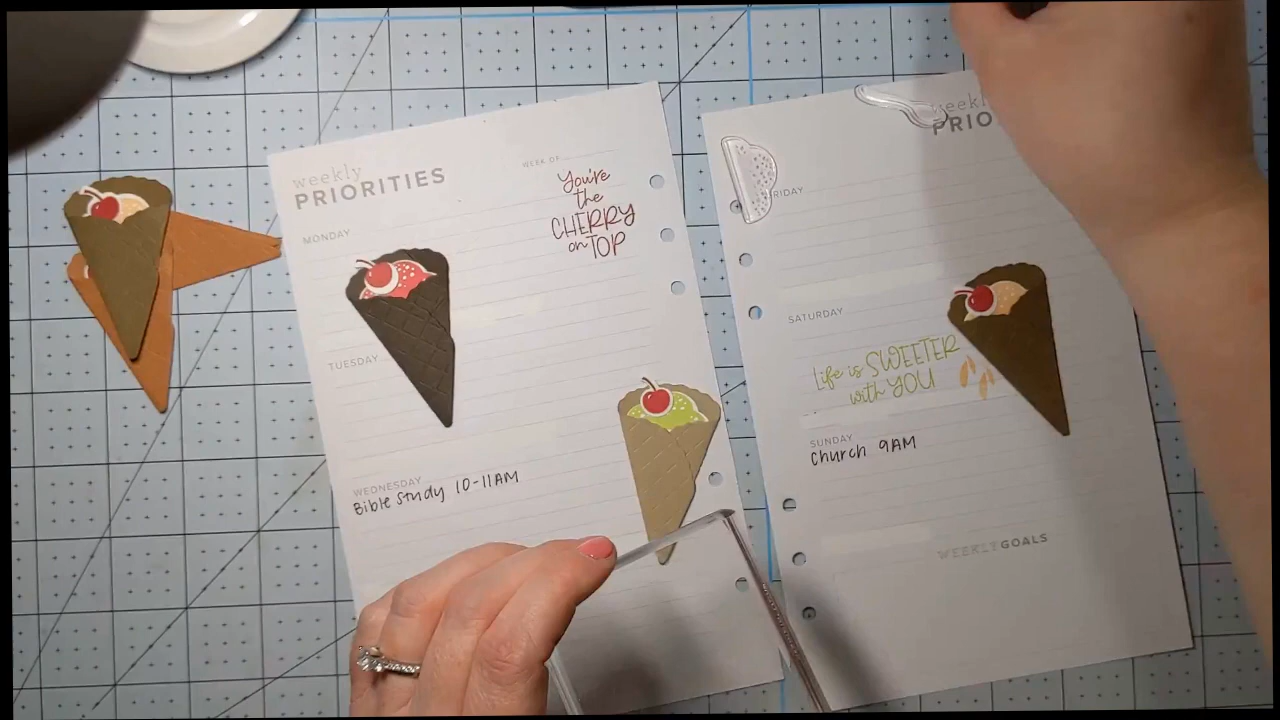 weekly
PRIORITIES
WEEK OF
You're
the
CHERRY
on TOP
MONDAY
TUESDAY
WEDNESDAY
Bible Study 10-11AM
weekly
PRIO
FRIDAY
SATURDAY
Life is SWEETER
with YOU
SUNDAY
Church 9AM
WEEKLY GOALS